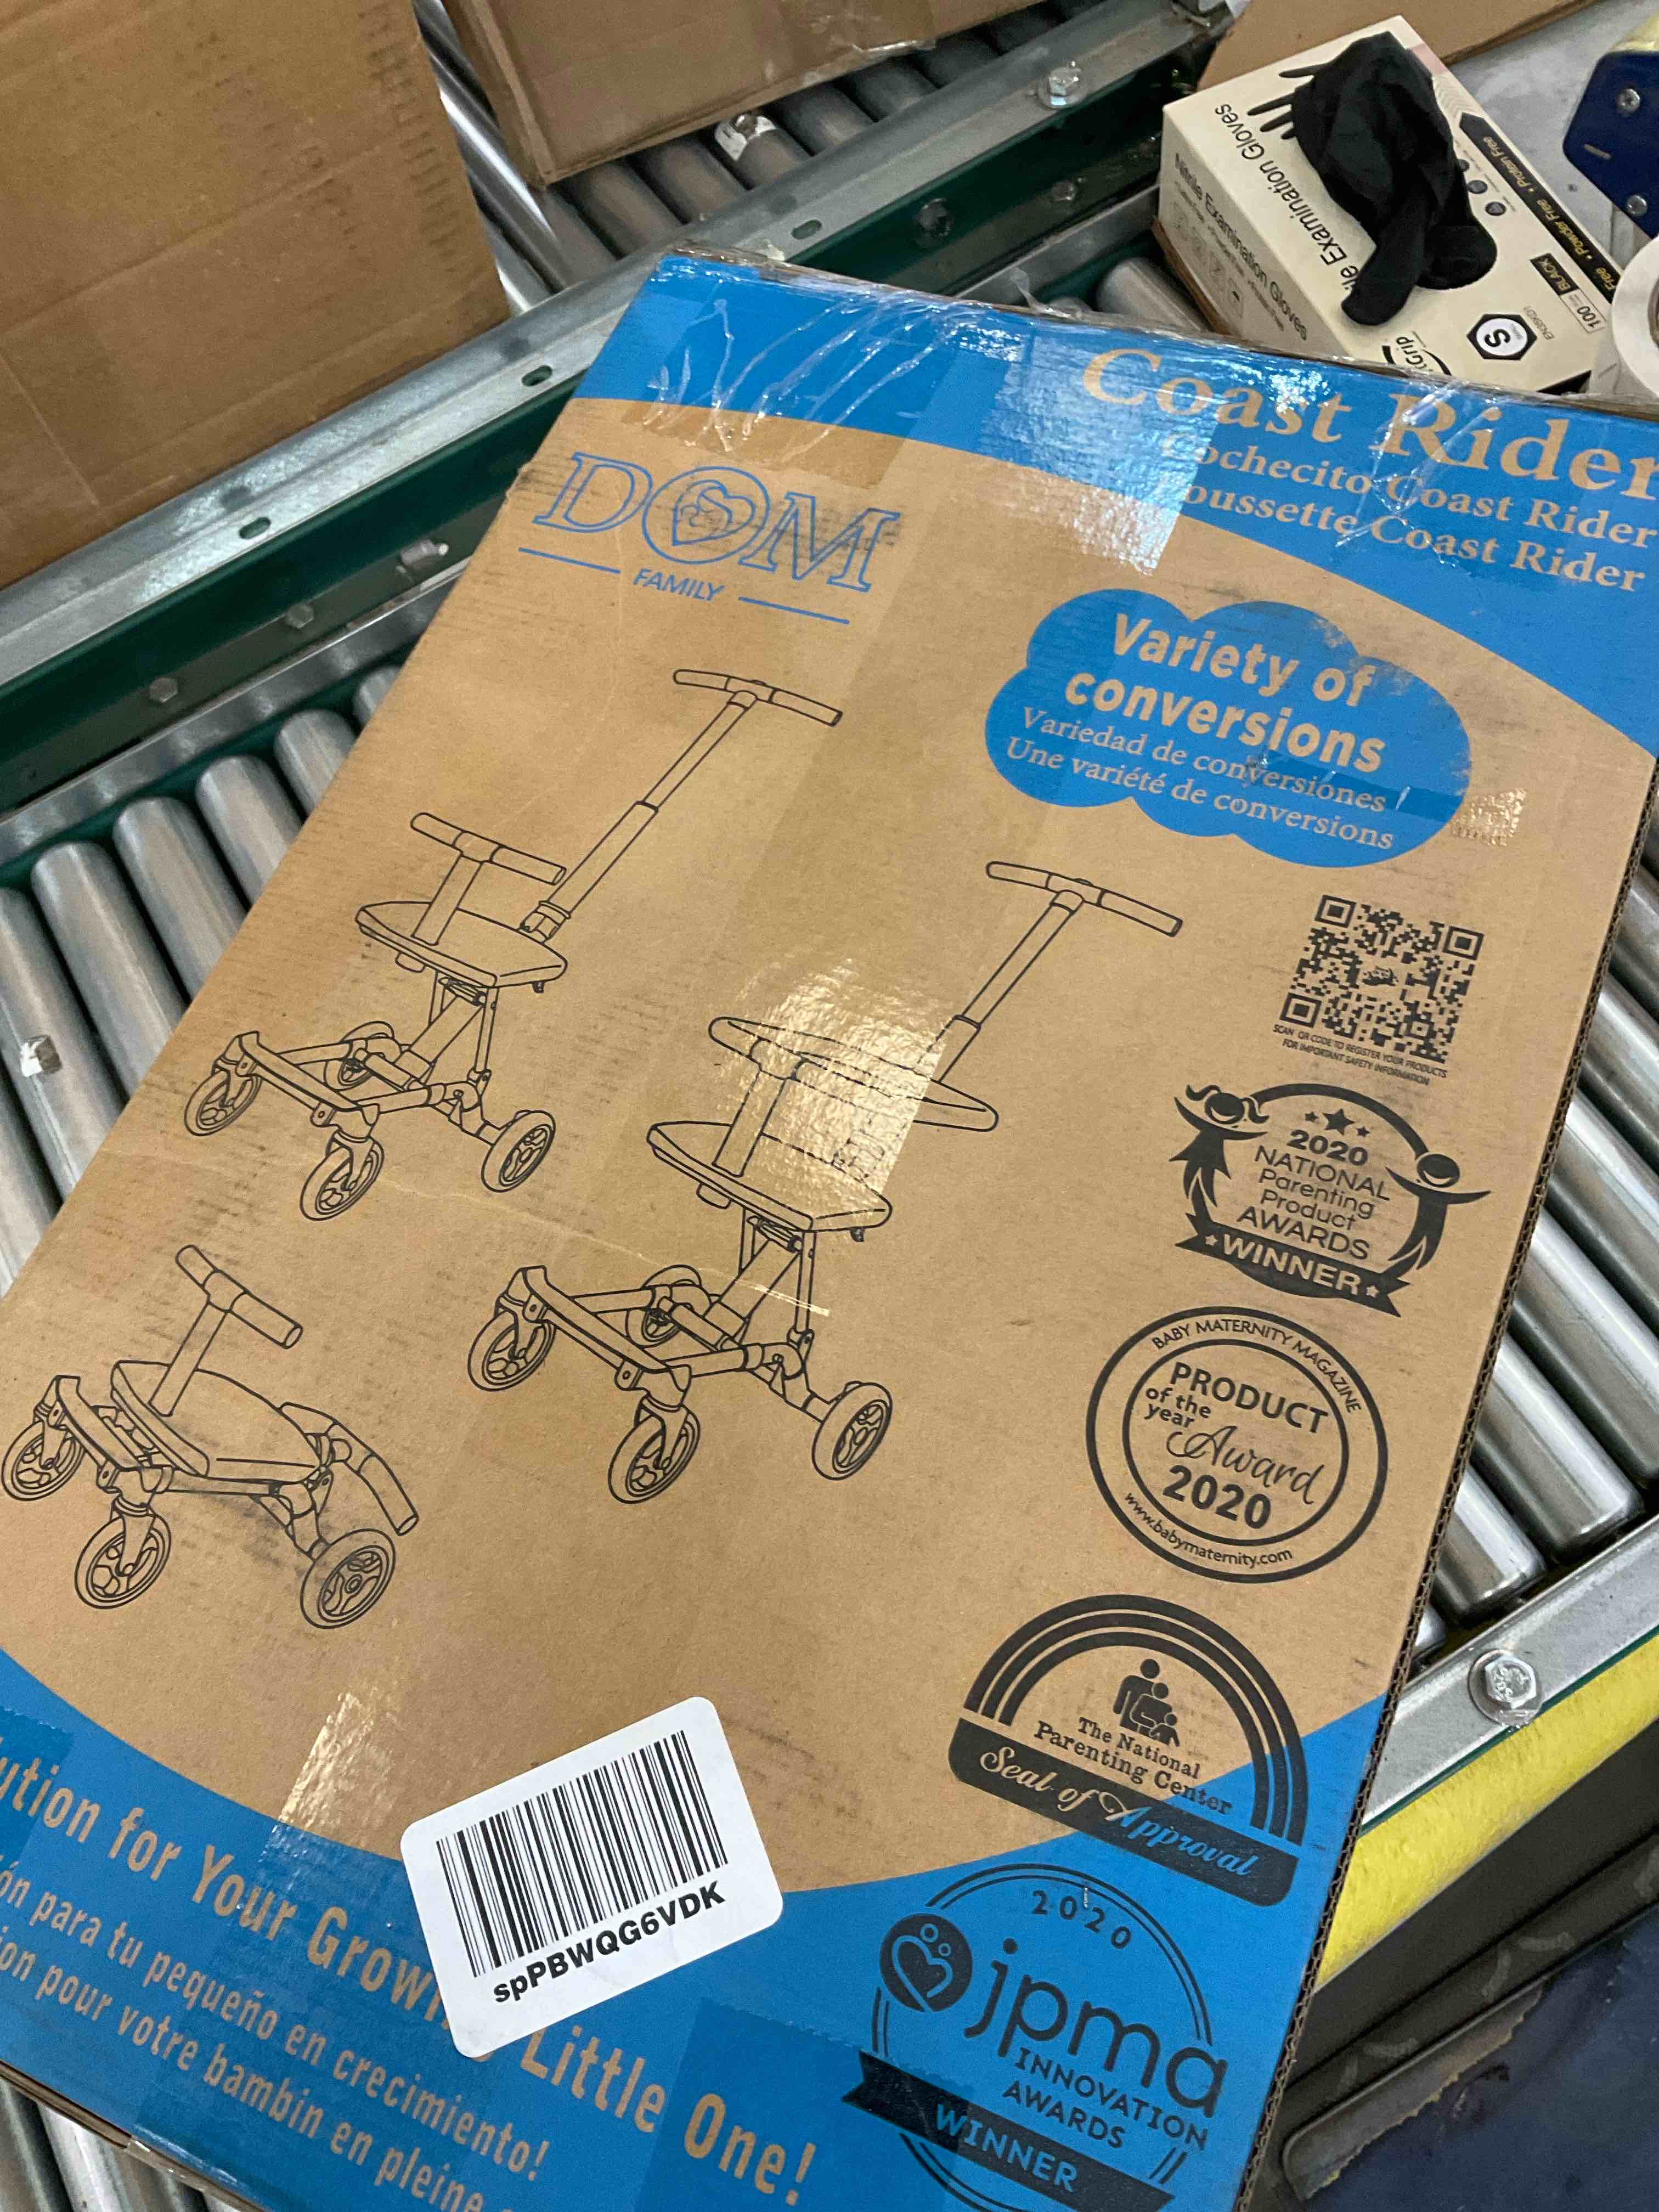 Nitrile Examination Gloves
Examination Gloves
Powder Free • Protein Free
100
BLACK
S
Coast Rider
Cochecito Coast Rider
Poussette Coast Rider
DOM
FAMILY
Variety of
conversions
Variedad de conversiones
Une variété de conversions
SCAN QR CODE TO REGISTER YOUR PRODUCTS
FOR IMPORTANT SAFETY INFORMATION
2020
NATIONAL
Parenting
Product
AWARDS
WINNER
BABY MATERNITY MAGAZINE
PRODUCT
of the
year
Award
2020
www.babymaternity.com
The National
Parenting Center
Seal of Approval
2020
jpma
INNOVATION
AWARDS
WINNER
spPBWQG6VDK
ution for Your Grow Little One!
ón para tu pequeño en crecimiento!
ion pour votre bambin en pleine